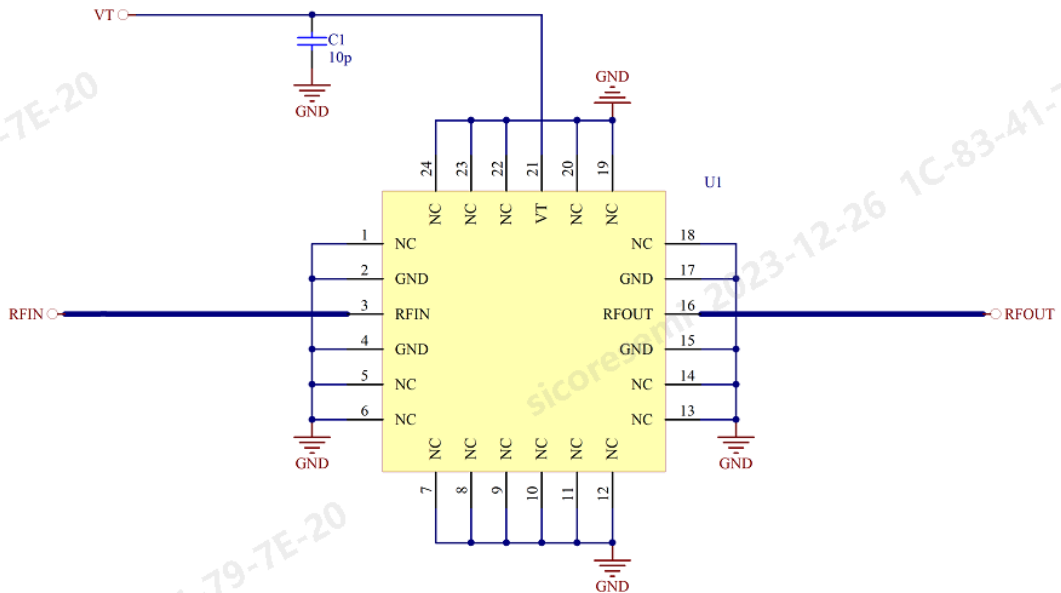 VT
C1
10p
GND
GND
24
23
22
21
20
19
U1
NC
NC
NC
VT
NC
NC
1
NC
NC
18
2
GND
GND
17
RFIN
3
RFIN
RFOUT
16
RFOUT
4
GND
GND
15
5
NC
NC
14
6
NC
NC
13
GND
GND
NC
NC
NC
NC
NC
NC
7
8
9
10
11
12
GND
sicoresemi 2023-12-26 1C-83-41-7
-7E-20
79-7E-20